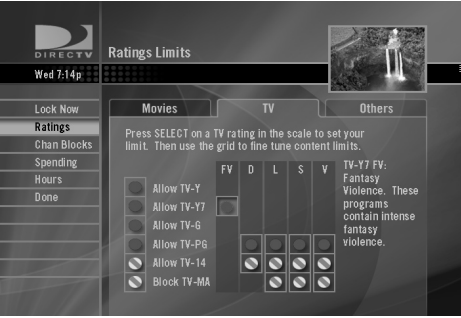 DIRECTV
Ratings Limits
Wed 7:14p
Lock Now
Ratings
Chan Blocks
Spending
Hours
Done
Movies
TV
Others
Press SELECT on a TV rating in the scale to set your
limit. Then use the grid to fine tune content limits.
FV D L S V
Allow TV-Y
Allow TV-Y7
Allow TV-G
Allow TV-PG
Allow TV-14
Block TV-MA
TV-Y7 FV:
Fantasy
Violence. These
programs
contain intense
fantasy
violence.